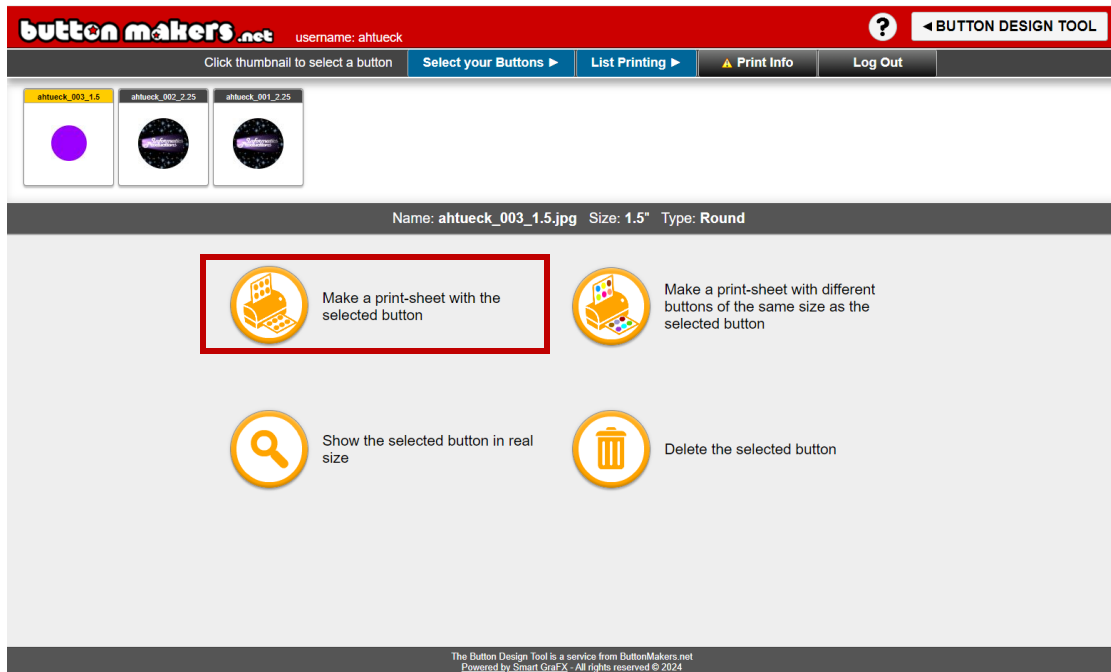 button makers.net
username: ahtueck
?
◄BUTTON DESIGN TOOL
Click thumbnail to select a button
Select your Buttons ►
List Printing ►
Print Info
Log Out
ahtueck_003_1.5
ahtueck_002_2.25
ahtueck_001_2.25
Name: ahtueck_003_1.5.jpg Size: 1.5" Type: Round
Make a print-sheet with the
selected button
Make a print-sheet with different
buttons of the same size as the
selected button
Show the selected button in real
size
Delete the selected button
The Button Design Tool is a service from ButtonMakers.net
Powered by Smart GraFX - All rights reserved © 2024